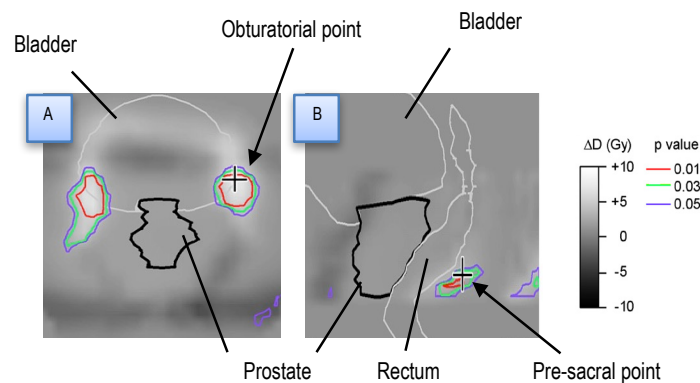 Bladder
Obturatorial point
Bladder
A
B
ΔD (Gy)
p value
+10
+5
0
-5
-10
0.01
0.03
0.05
Prostate
Rectum
Pre-sacral point